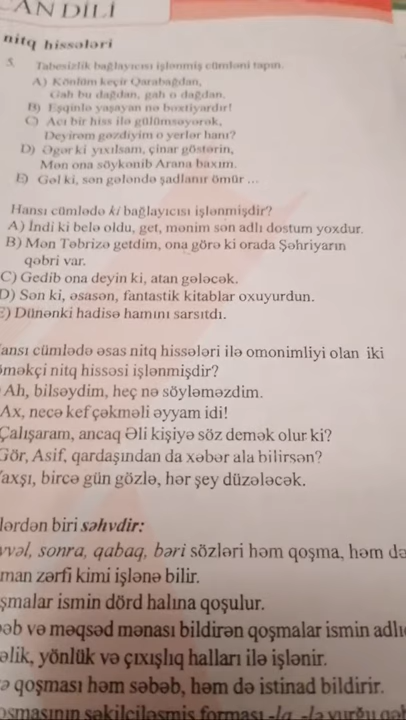 AN DİLİ
nitq hissələri
5. Tabesizlik bağlayıcısı işlənmiş cümləni tapın.
A) Könlüm keçir Qarabağdan,
Gah bu dağdan, gah o dağdan.
B) Eşqinlə yaşayan nə bəxtiyardır!
C) Acı bir hiss ilə gülümsəyərək,
Deyirəm gəzdiyim o yerlər hanı?
D) Əgər ki yıxılsam, çinar göstərin,
Mən ona söykənib Arana baxım.
E) Gəl ki, sən gələndə şadlanır ömür ...
Hansı cümlədə ki bağlayıcısı işlənmişdir?
A) İndi ki belə oldu, get, mənim sən adlı dostum yoxdur.
B) Mən Təbrizə getdim, ona görə ki orada Şəhriyarın
qəbri var.
C) Gedib ona deyin ki, atan gələcək.
D) Sən ki, əsasən, fantastik kitablar oxuyurdun.
E) Dünənki hadisə hamını sarsıtdı.
ansı cümlədə əsas nitq hissələri ilə omonimliyi olan iki
əməkçi nitq hissəsi işlənmişdir?
Ah, bilsəydim, heç nə söyləməzdim.
Ax, necə kef çəkməli əyyam idi!
Çalışaram, ancaq Əli kişiyə söz demək olur ki?
Gör, Asif, qardaşından da xəbər ala bilirsən?
Yaxşı, bircə gün gözlə, hər şey düzələcək.
lərdən biri səhvdir:
vvəl, sonra, qabaq, bəri sözləri həm qoşma, həm də
man zərfi kimi işlənə bilir.
şmalar ismin dörd halına qoşulur.
əb və məqsəd mənası bildirən qoşmalar ismin adlı
əlik, yönlük və çıxışlıq halları ilə işlənir.
ə qoşması həm səbəb, həm də istinad bildirir.
oşmasının şəkilçiləşmiş forması -la, -lə vurğu qəb